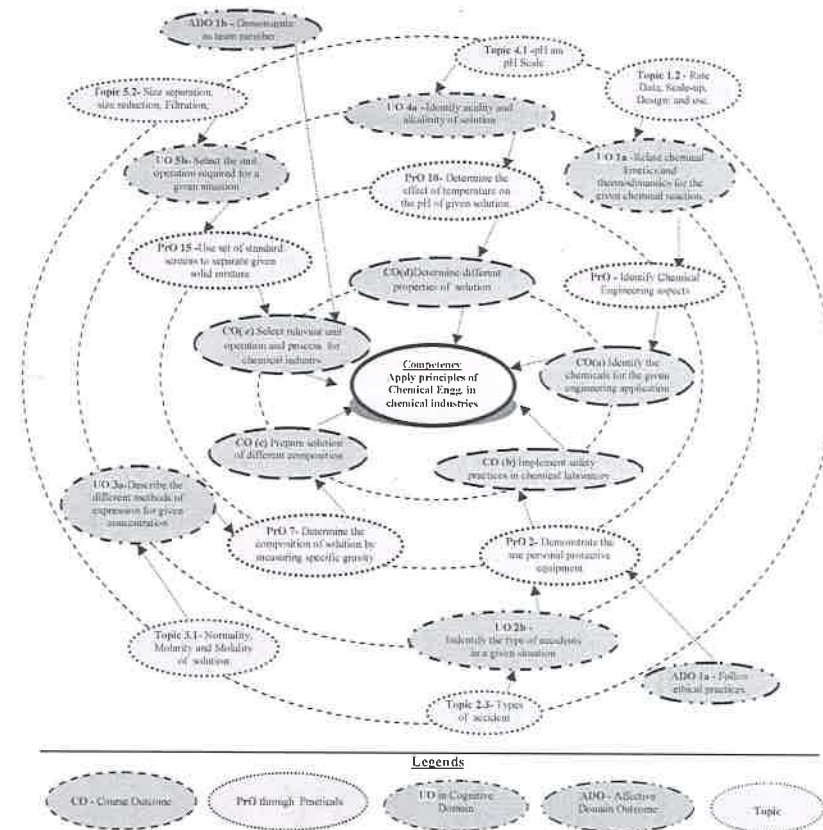 ADO 1b - Demonstrate
as team member
Topic 4.1 -pH an
pH Scale
Topic 1.2 - Rate
Data, Scale-up,
Design: and use.
Topic 5.2- Size separation,
size reduction, Filtration,
UO 4a -Identify acidity and
alkalinity of solution
UO 5b- Select the unit
operation required for a
given situation
UO 1a -Relate chemical
kinetics and
thermodynamics for the
given chemical reaction
PrO 10- Determine the
effect of temperature on
the pH of given solution.
PrO 15 -Use set of standard
screens to separate given
solid mixture
CO(d)Determine different
properties of solution
PrO - Identify Chemical
Engineering aspects
CO( e) Select relevant unit
operation and process for
chemical industry
Competency
Apply principles of
Chemical Engg. in
chemical industries
CO(a) Identify the
chemicals for the given
engineering application
CO (c) Prepare solution
of different composition
CO (b) Implement safety
practices in chemical laboratory
UO 3a-Describe the
different methods of
expression for given
concentration
PrO 7- Determine the
composition of solution by
measuring specific gravity
PrO 2- Demonstrate the
use personal protective
equipment
UO 2b -
Indentify the type of accidents
in a given situation
Topic 3.1- Normality,
Molarity and Molality
of solution
ADO 1a - Follow
ethical practices
Topic 2.3- Types
of accident
Legends
CO - Course Outcome
PrO through Practicals
UO in Cognitive
Domain
ADO - Affective
Domain Outcome
Topic